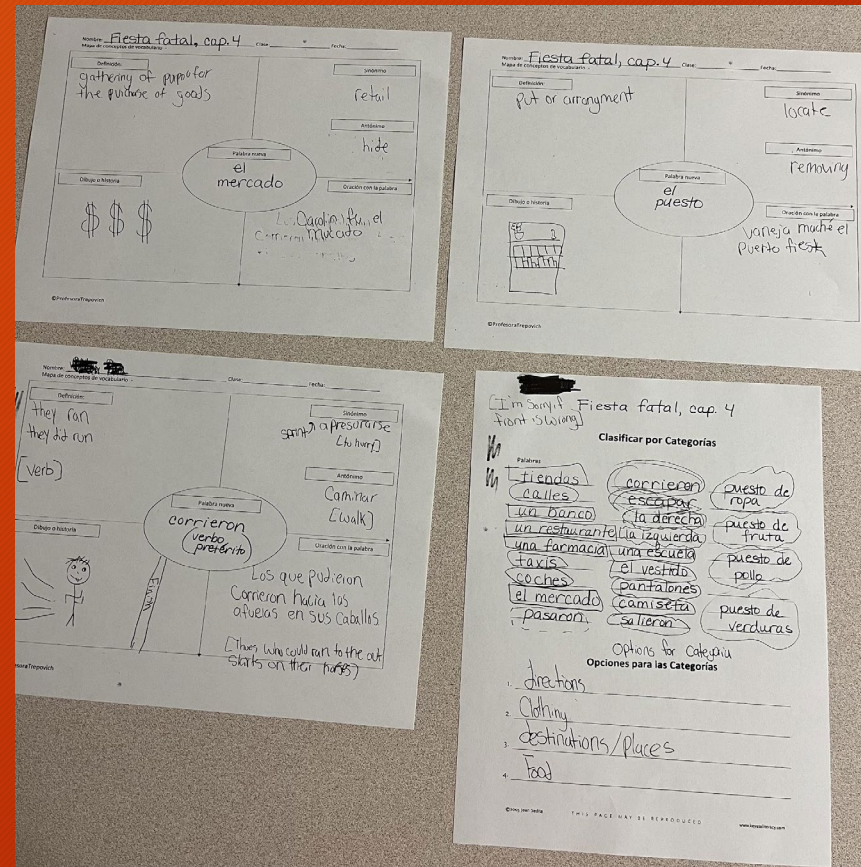 Nombre: Fiesta fatal, cap. 4 Clase: Fecha:
Mapa de conceptos de vocabulario -
Definición
gathering of
the purchase of goods
Sinónimo
retail
Antónimo
hide
Palabra nueva
el
mercado
Dibujo o historia
$ $ $
Oración con la palabra
el
©ProfesoraTrepovich
Nombre: Fiesta fatal, cap. 4 Clase: Fecha:
Mapa de conceptos de vocabulario -
Definición
put or arrangment
Sinónimo
locate
Antónimo
removing
Palabra nueva
el
puesto
Dibujo o historia
Oración con la palabra
el
©ProfesoraTrepovich
Nombre: Clase: Fecha:
Mapa de conceptos de vocabulario -
Definición
they ran
they did run
[verb]
Sinónimo
sprint, apresurarse
[to hurry]
Antónimo
Caminar
[walk]
Palabra nueva
corrieron
verbo
pretérito
Dibujo o historia
Oración con la palabra
Los que pudieron
Corrieron hacia las
afuelas en sus caballos
[Thoes who could ran to the out
skirts on their
soraTrepovich
[I'm sorry if Fiesta fatal, cap. 4
front is wrong]
Clasificar por Categorías
Palabras
tiendas corrieron puesto de
calles escapar ropa
un banco la derecha puesto de
un restaurante la izquierda fruta
una farmacia una escuela puesto de
taxis el vestido pollo
coches pantalones
el mercado camiseta puesto de
pasaron salieron verduras
Options for
Opciones para las Categorías
1. directions
2. Clothing
3. destinations/places
4. Food
THIS PAGE MAY BE REPRODUCED